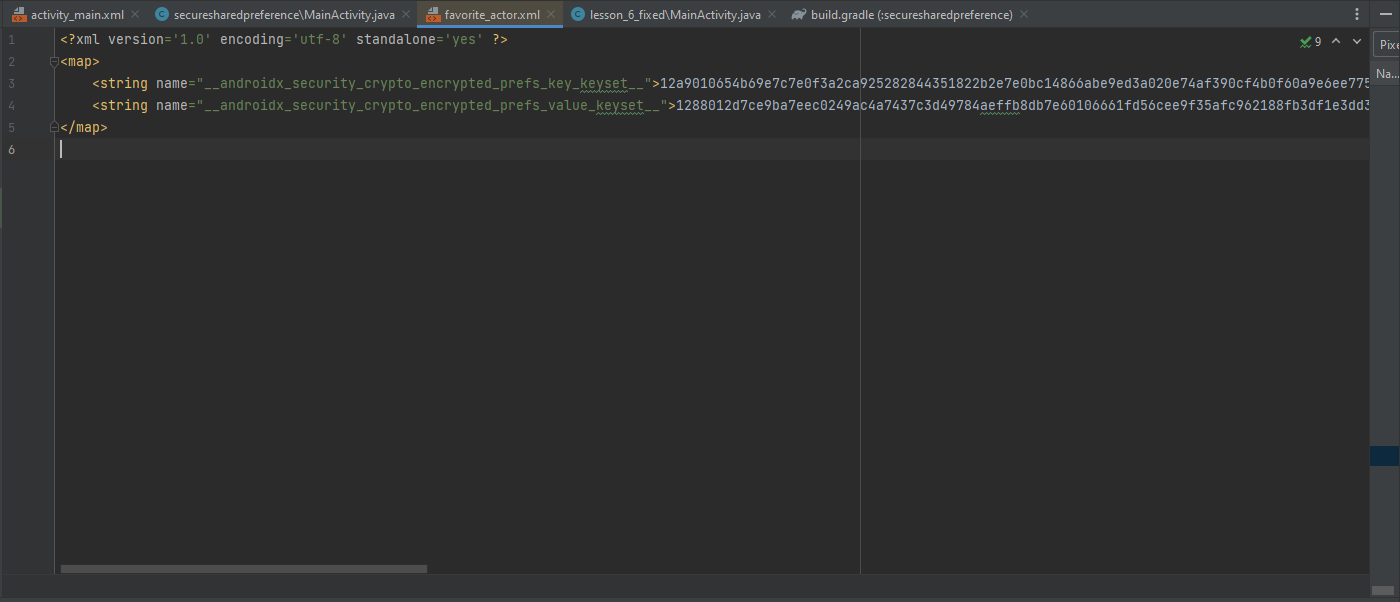 activity_main.xml securesharedpreference\MainActivity.java favorite_actor.xml lesson_6_fixed\MainActivity.java build.gradle (:securesharedpreference)
1 <?xml version='1.0' encoding='utf-8' standalone='yes' ?>
9
Pixe
2 <map>
Na...
3 <string name="__androidx_security_crypto_encrypted_prefs_key_keyset__">12a9010654b69e7c7e0f3a2ca925282844351822b2e7e0bc14866abe9ed3a020e74af390cf4b0f60a9e6ee775
4 <string name="__androidx_security_crypto_encrypted_prefs_value_keyset__">1288012d7ce9ba7eec0249ac4a7437c3d49784aeffb8db7e60106661fd56cee9f35afc962188fb3df1e3dd3
5 </map>
6